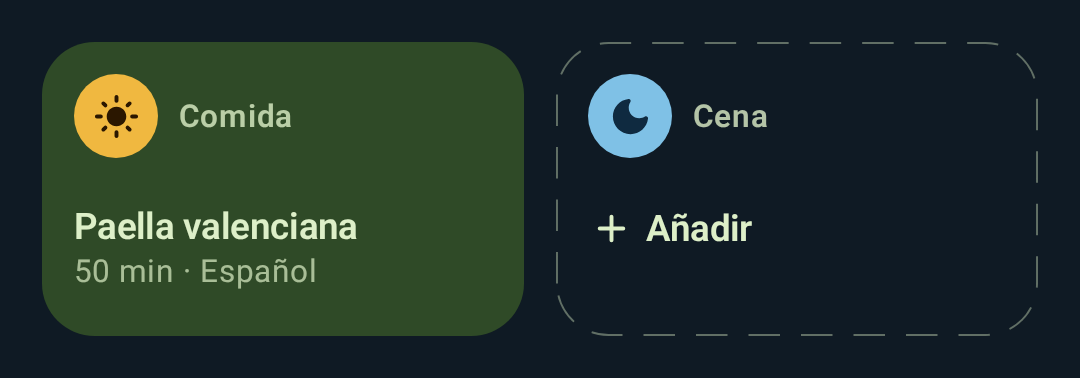 Comida
Paella valenciana
50 min · Español
Cena
+ Añadir